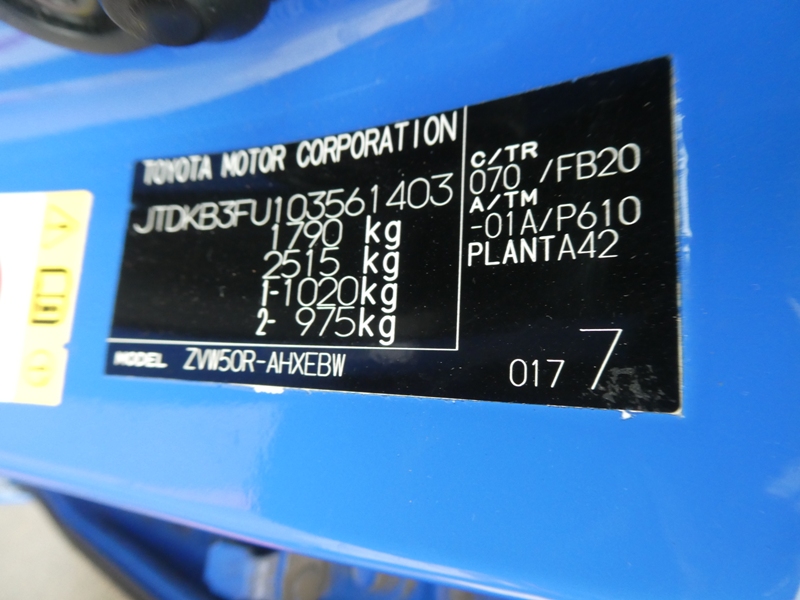 TOYOTA MOTOR CORPORATION
JTDKB3FU103561403
1790 kg
2515 kg
1-1020kg
2- 975kg
MODEL ZVW50R-AHXEBW
C/TR
070 /FB20
A/TM
-01A/P610
PLANTA42
017 7